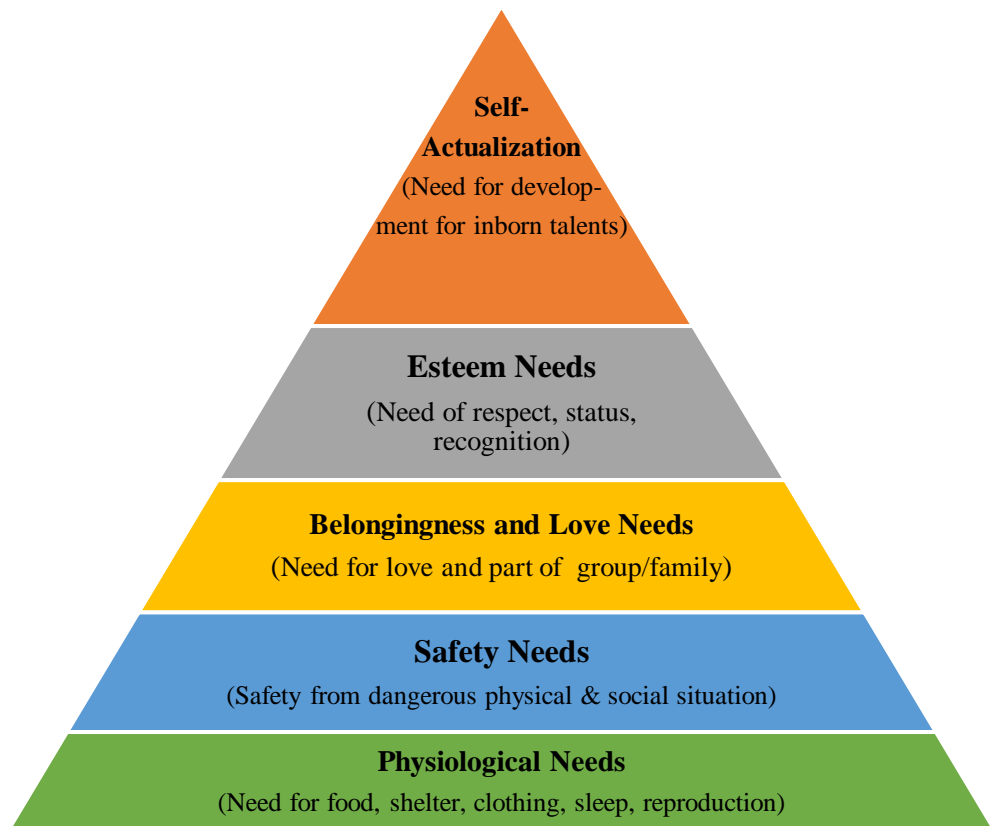 Self-
Actualization
(Need for develop-
ment for inborn talents)
Esteem Needs
(Need of respect, status,
recognition)
Belongingness and Love Needs
(Need for love and part of group/family)
Safety Needs
(Safety from dangerous physical & social situation)
Physiological Needs
(Need for food, shelter, clothing, sleep, reproduction)